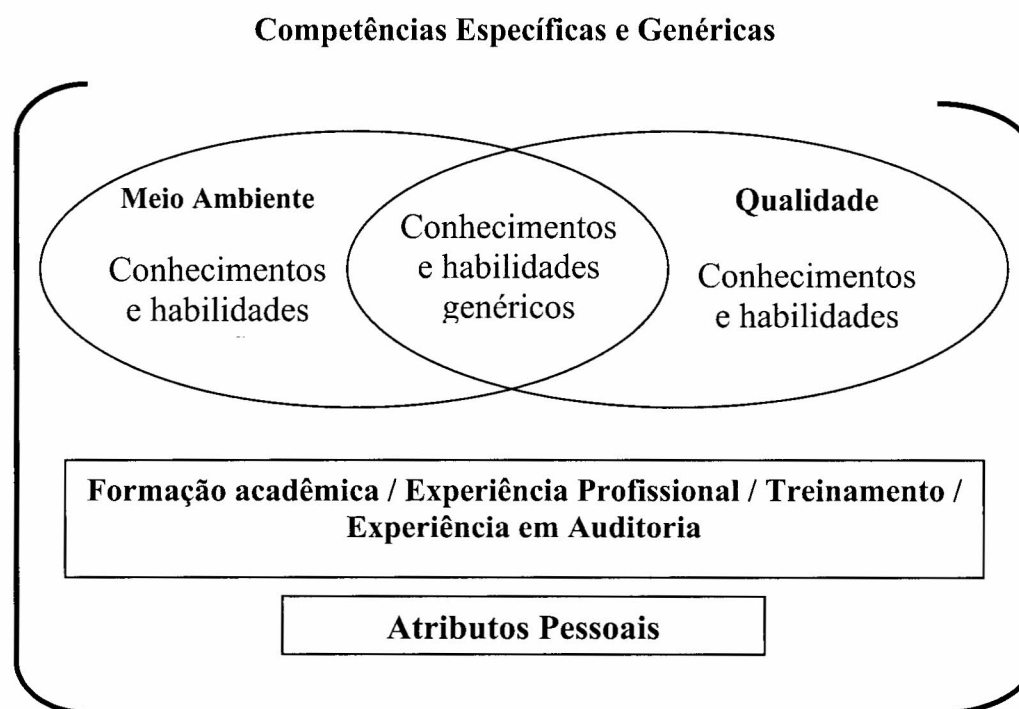 Competências Específicas e Genéricas
Meio Ambiente
Conhecimentos
e habilidades
Conhecimentos
e habilidades
genéricos
Qualidade
Conhecimentos
e habilidades
Formação acadêmica / Experiência Profissional / Treinamento /
Experiência em Auditoria
Atributos Pessoais